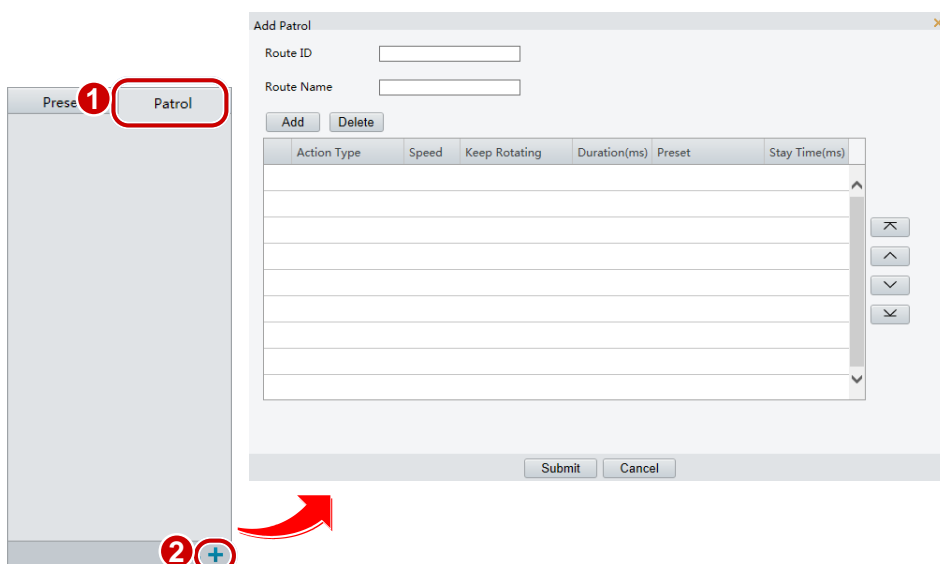 Add Patrol
Route ID
Route Name
Prese 1 Patrol
Add Delete
Action Type Speed Keep Rotating Duration(ms) Preset Stay Time(ms)
Submit Cancel
2 +